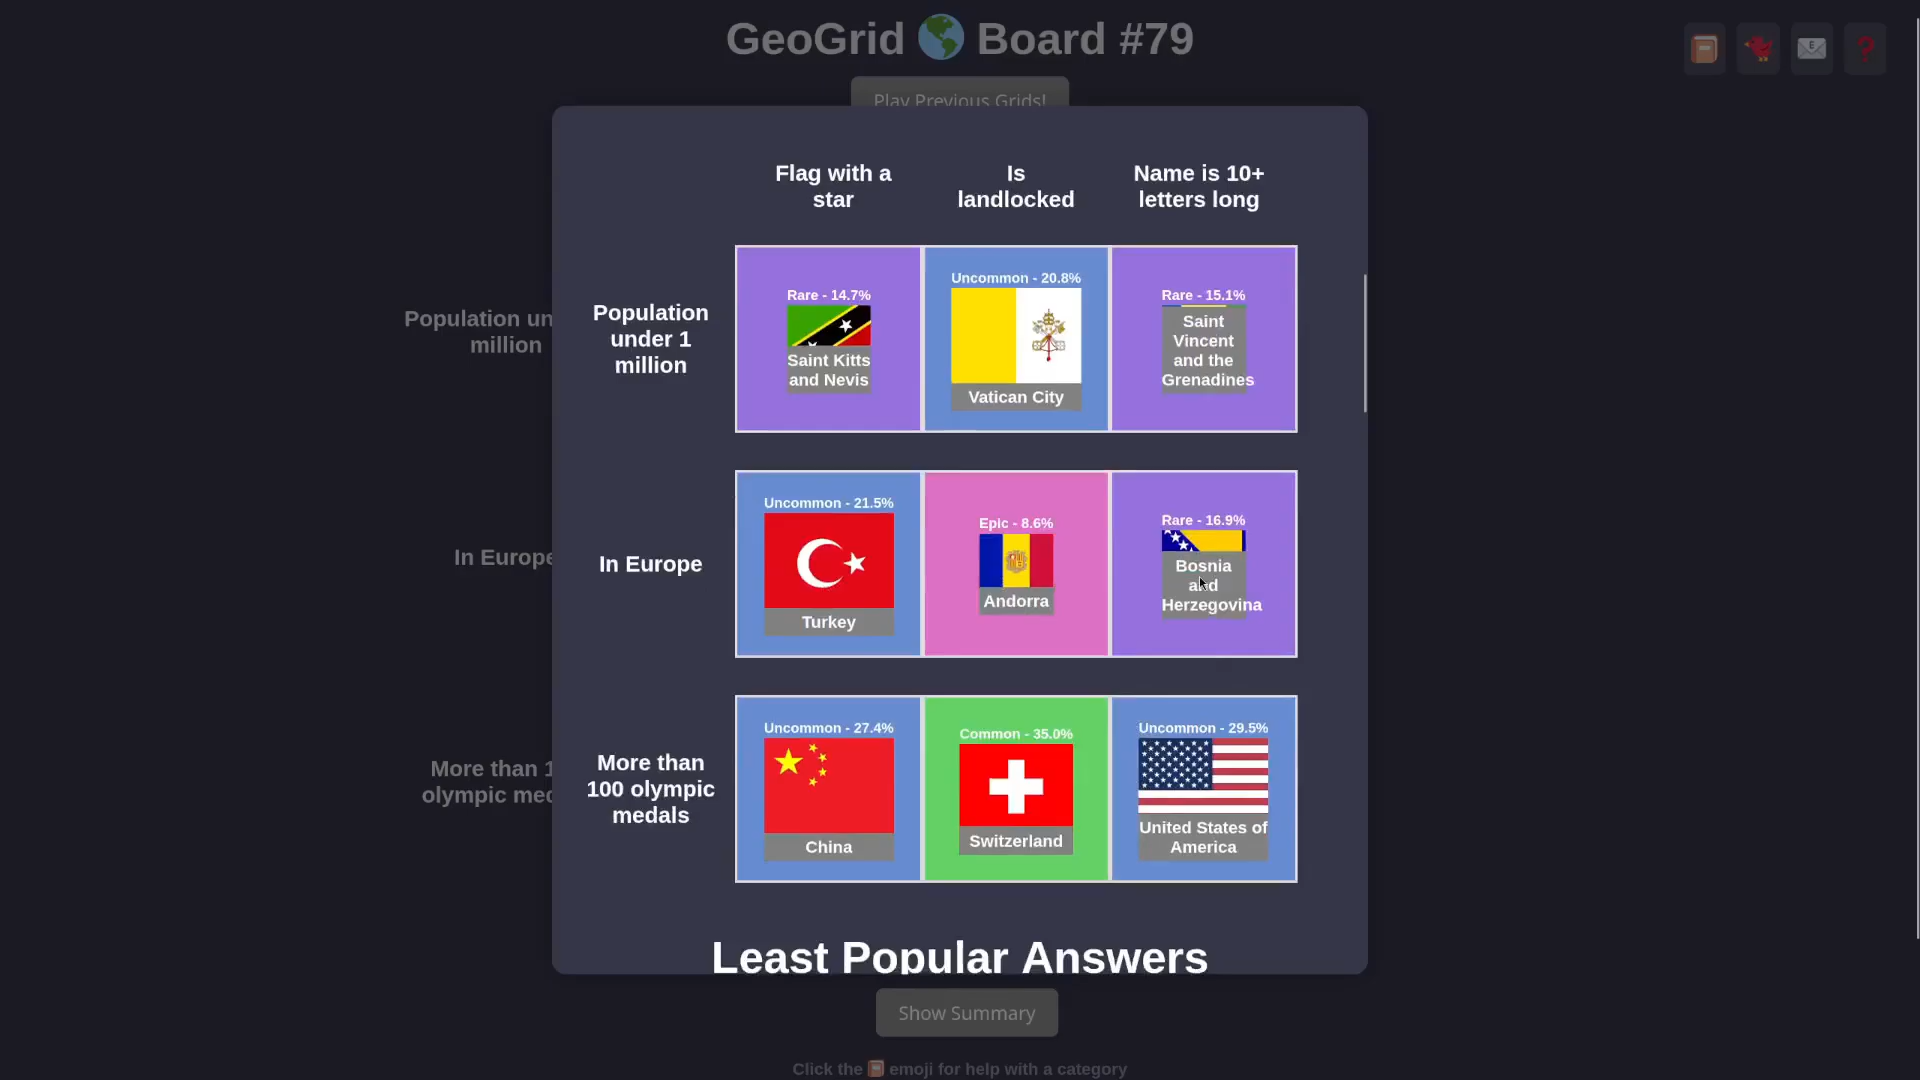 GeoGrid Board #79
Play Previous Grids!
Flag with a
star
Is
landlocked
Name is 10+
letters long
Population un
million
Population
under 1
million
Rare - 14.7%
Saint Kitts
and Nevis
Uncommon - 20.8%
Vatican City
Rare - 15.1%
Saint
Vincent
and the
Grenadines
In Europe
In Europe
Uncommon - 21.5%
Turkey
Epic - 8.6%
Andorra
Rare - 16.9%
Bosnia
and
Herzegovina
More than 1
olympic med
More than
100 olympic
medals
Uncommon - 27.4%
China
Common - 35.0%
Switzerland
Uncommon - 29.5%
United States of
America
Least Popular Answers
Show Summary
Click the emoji for help with a category